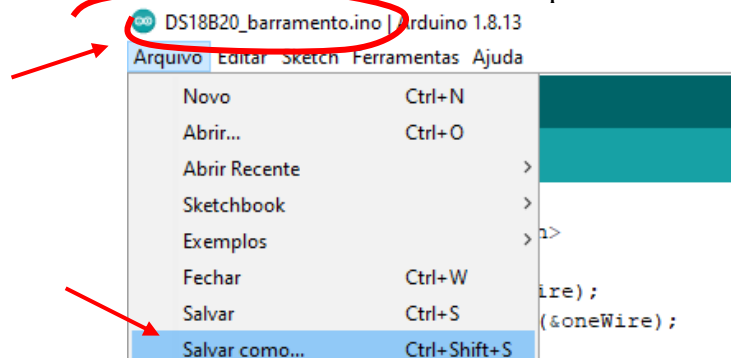 DS18B20_barramento.ino | Arduino 1.8.13
Arquivo Editar Sketch Ferramentas Ajuda
Novo Ctrl+N
Abrir... Ctrl+O
Abrir Recente >
Sketchbook >
Exemplos >
n>
Fechar Ctrl+W
ire);
Salvar Ctrl+S
(&oneWire);
Salvar como... Ctrl+Shift+S